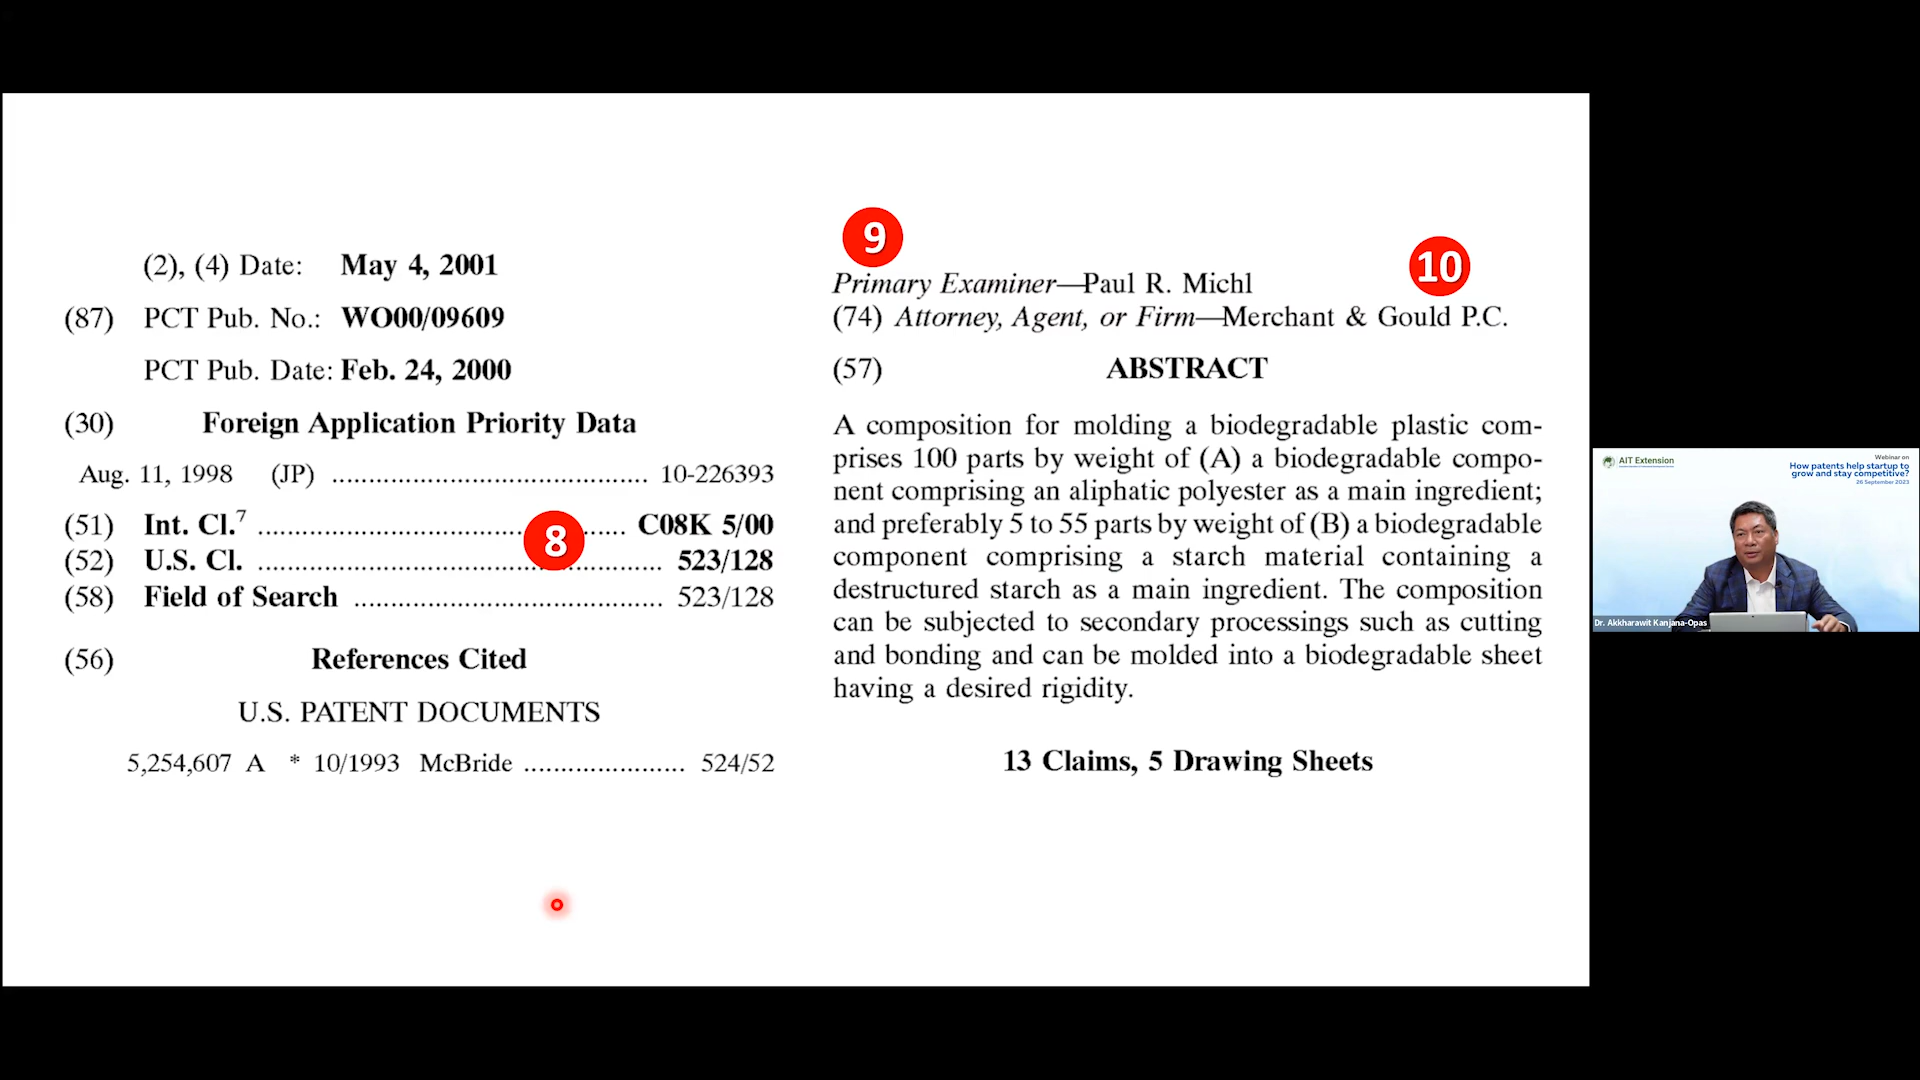 (2), (4) Date: May 4, 2001
(87) PCT Pub. No.: WO00/09609
PCT Pub. Date: Feb. 24, 2000
(30) Foreign Application Priority Data
Aug. 11, 1998 (JP) .......................................... 10-226393
(51) Int. Cl.7 ......................................... C08K 5/00
(52) U.S. Cl. ...................................................... 523/128
(58) Field of Search ......................................... 523/128
(56) References Cited
U.S. PATENT DOCUMENTS
5,254,607 A * 10/1993 McBride ...................... 524/52
8
9
10
Primary Examiner—Paul R. Michl
(74) Attorney, Agent, or Firm—Merchant & Gould P.C.
(57) ABSTRACT
A composition for molding a biodegradable plastic com-
prises 100 parts by weight of (A) a biodegradable compo-
nent comprising an aliphatic polyester as a main ingredient;
and preferably 5 to 55 parts by weight of (B) a biodegradable
component comprising a starch material containing a
destructured starch as a main ingredient. The composition
can be subjected to secondary processings such as cutting
and bonding and can be molded into a biodegradable sheet
having a desired rigidity.
13 Claims, 5 Drawing Sheets
AIT Extension
Webinar on
How patents help startup to
grow and stay competitive?
26 September 2023
Dr. Akkharawit Kanjana-Opas